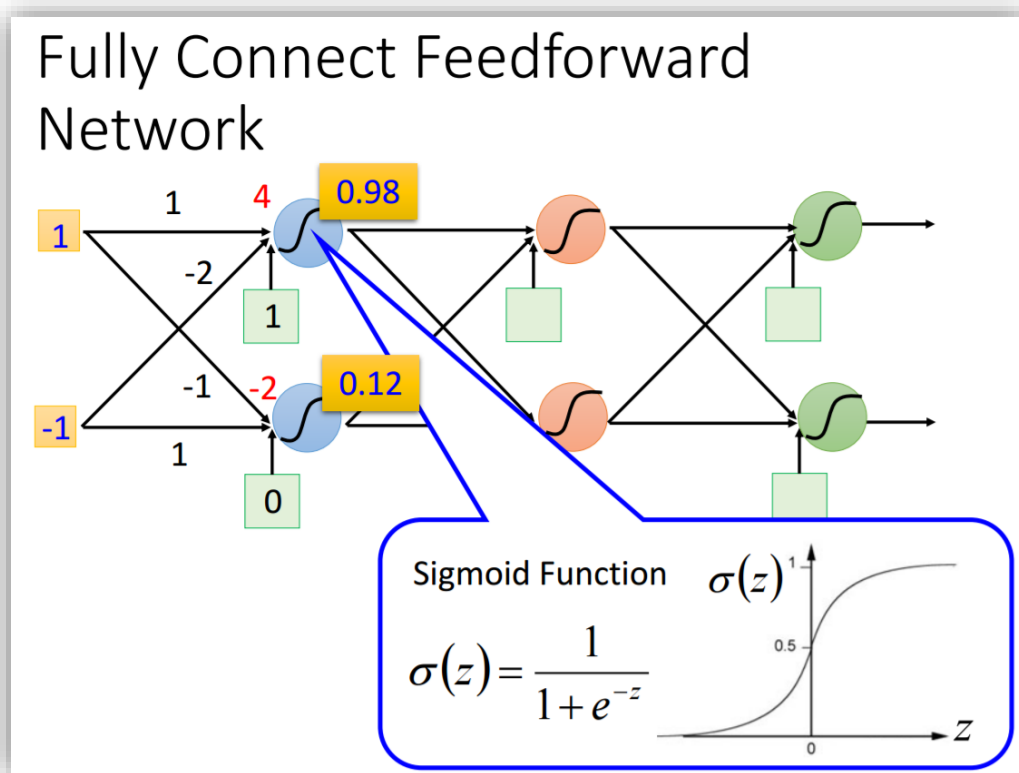 Fully Connect Feedforward
Network
1
1
4
0.98
-2
1
-1
-1
-2
0.12
1
0
Sigmoid Function
σ(z)
1
0.5
0
z
σ(z) = 1 / (1 + e^{-z})